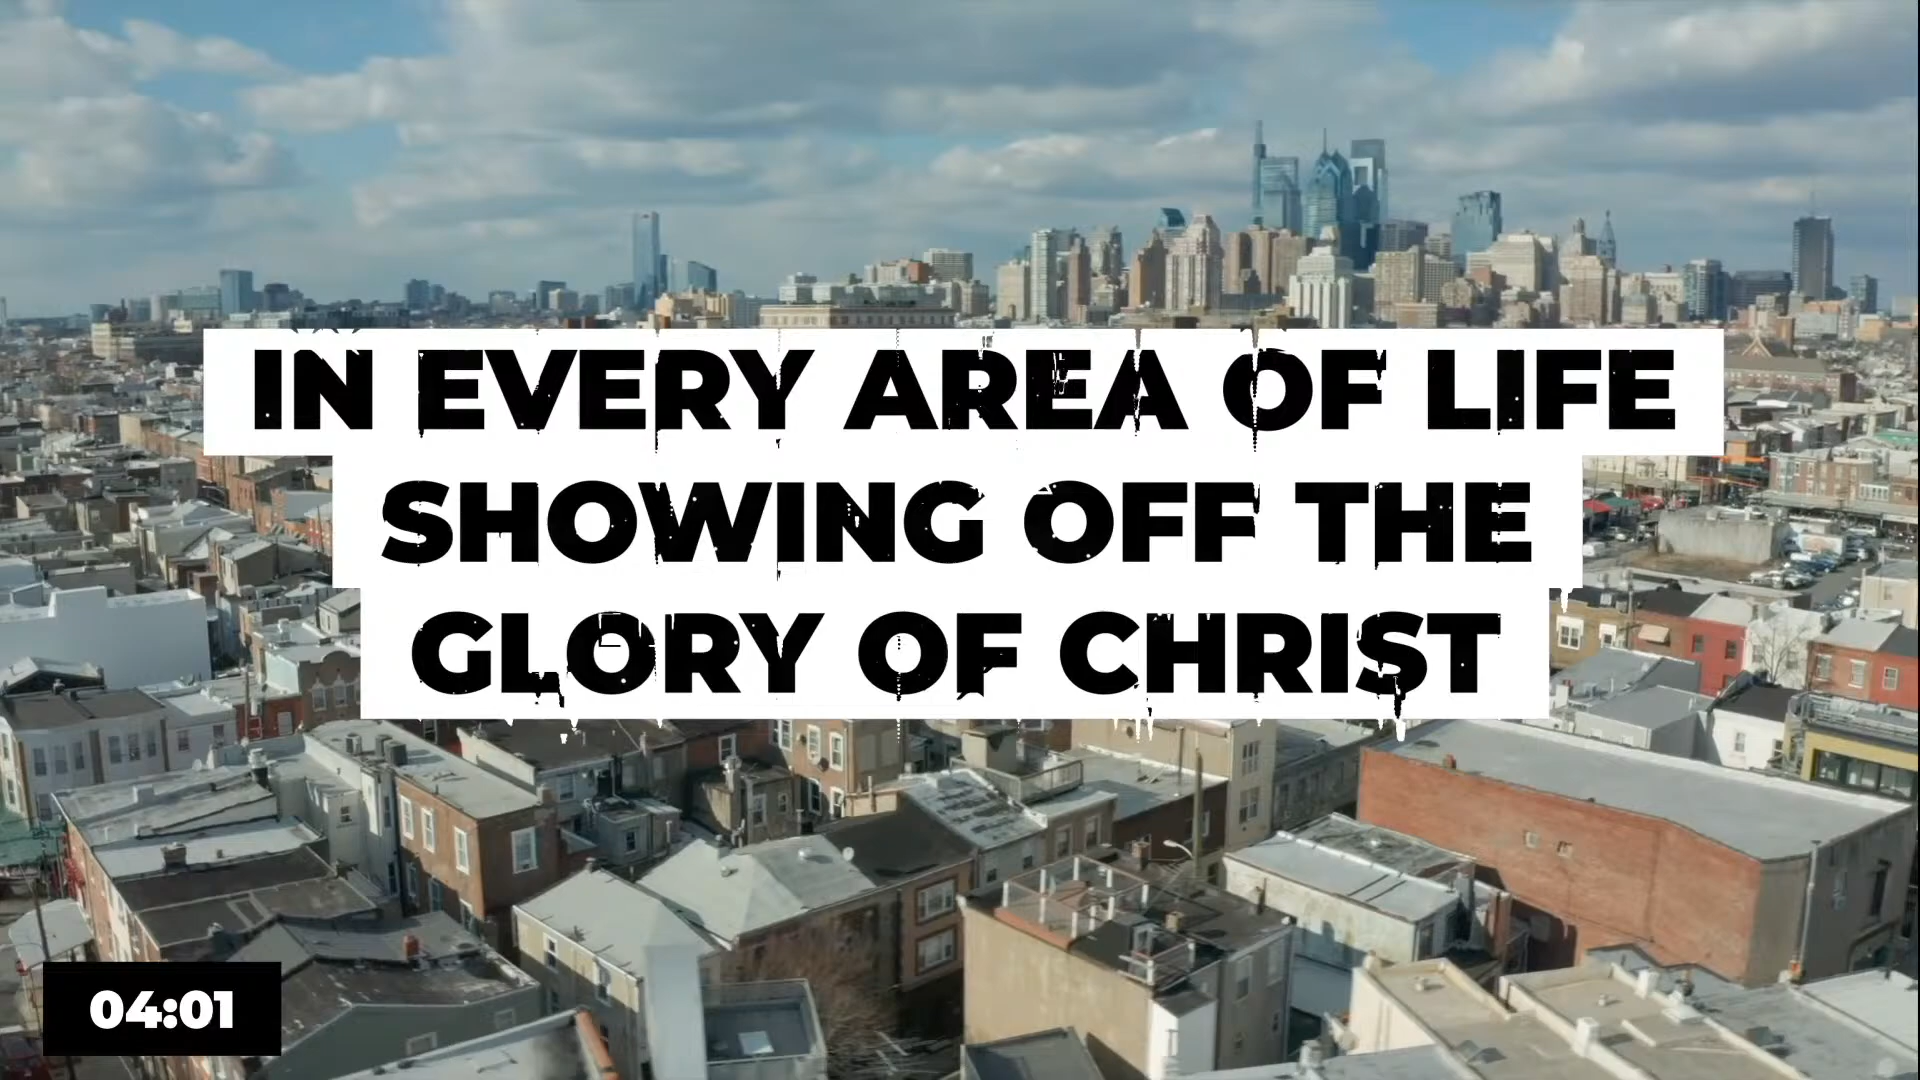 IN EVERY AREA OF LIFE
SHOWING OFF THE
GLORY OF CHRIST
04:01